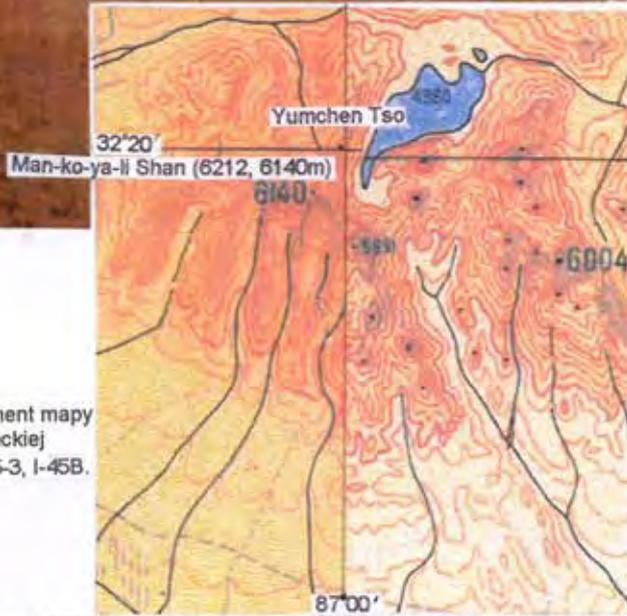 Yumchen Tso
32°20'
Man-ko-ya-li Shan (6212, 6140m)
6140
6004
ment mapy
ckiej
-3, I-45B.
87°00'